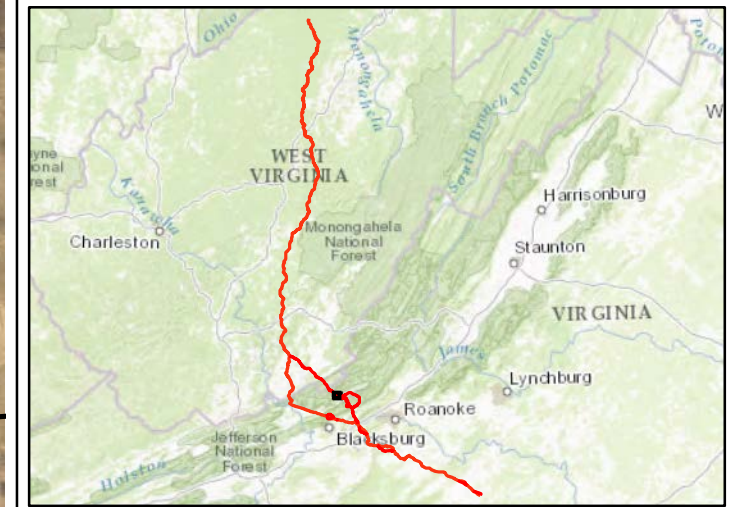 Ohio
Monongahela
South Branch Potomac
WEST
VIRGINIA
Kanawha
Harrisonburg
Charleston
Monongahela
National
Forest
Staunton
VIRGINIA
James
Lynchburg
Roanoke
Blacksburg
Jefferson
National
Forest
Holston